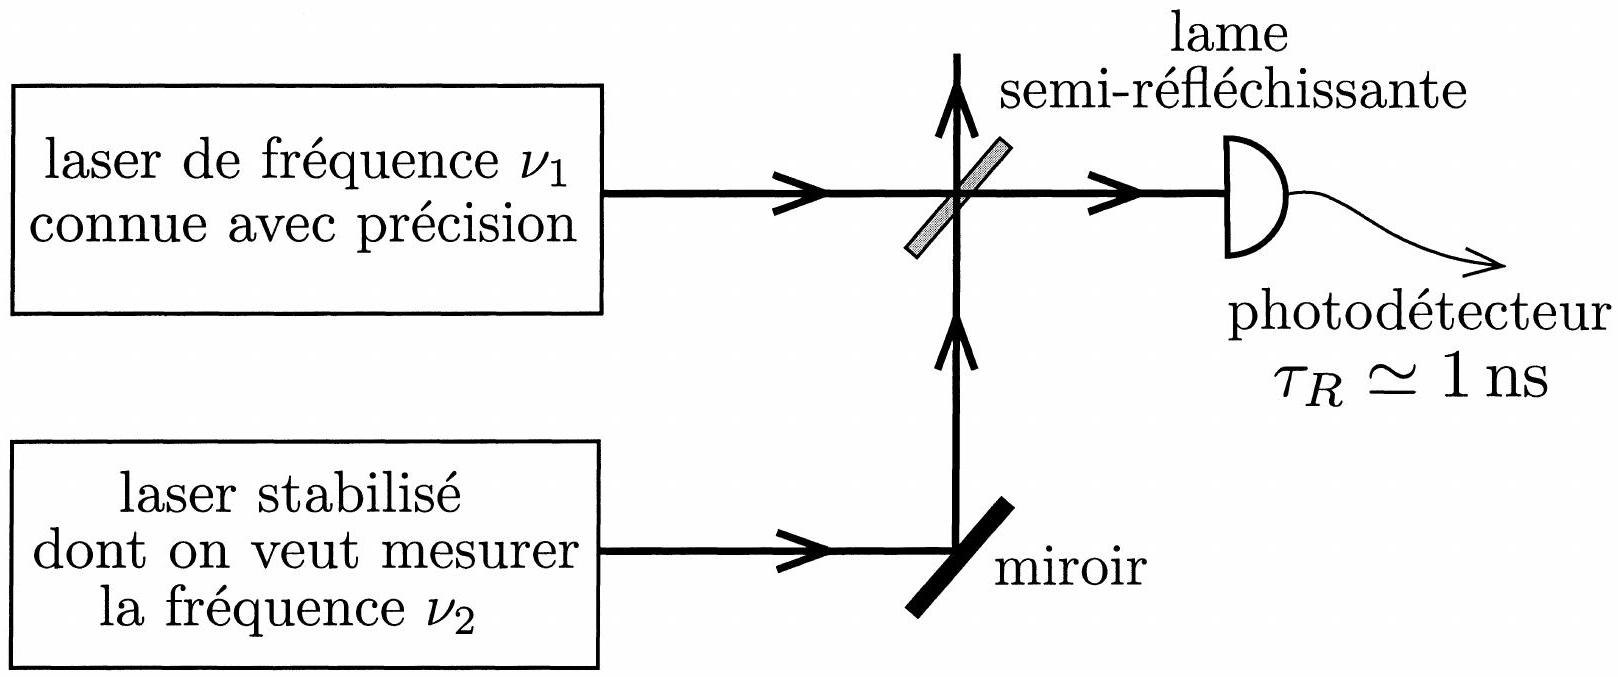 lame
semi-réfléchissante
laser de fréquence ν₁
connue avec précision
photodétecteur
τ_R ≃ 1 ns
laser stabilisé
dont on veut mesurer
la fréquence ν₂
miroir